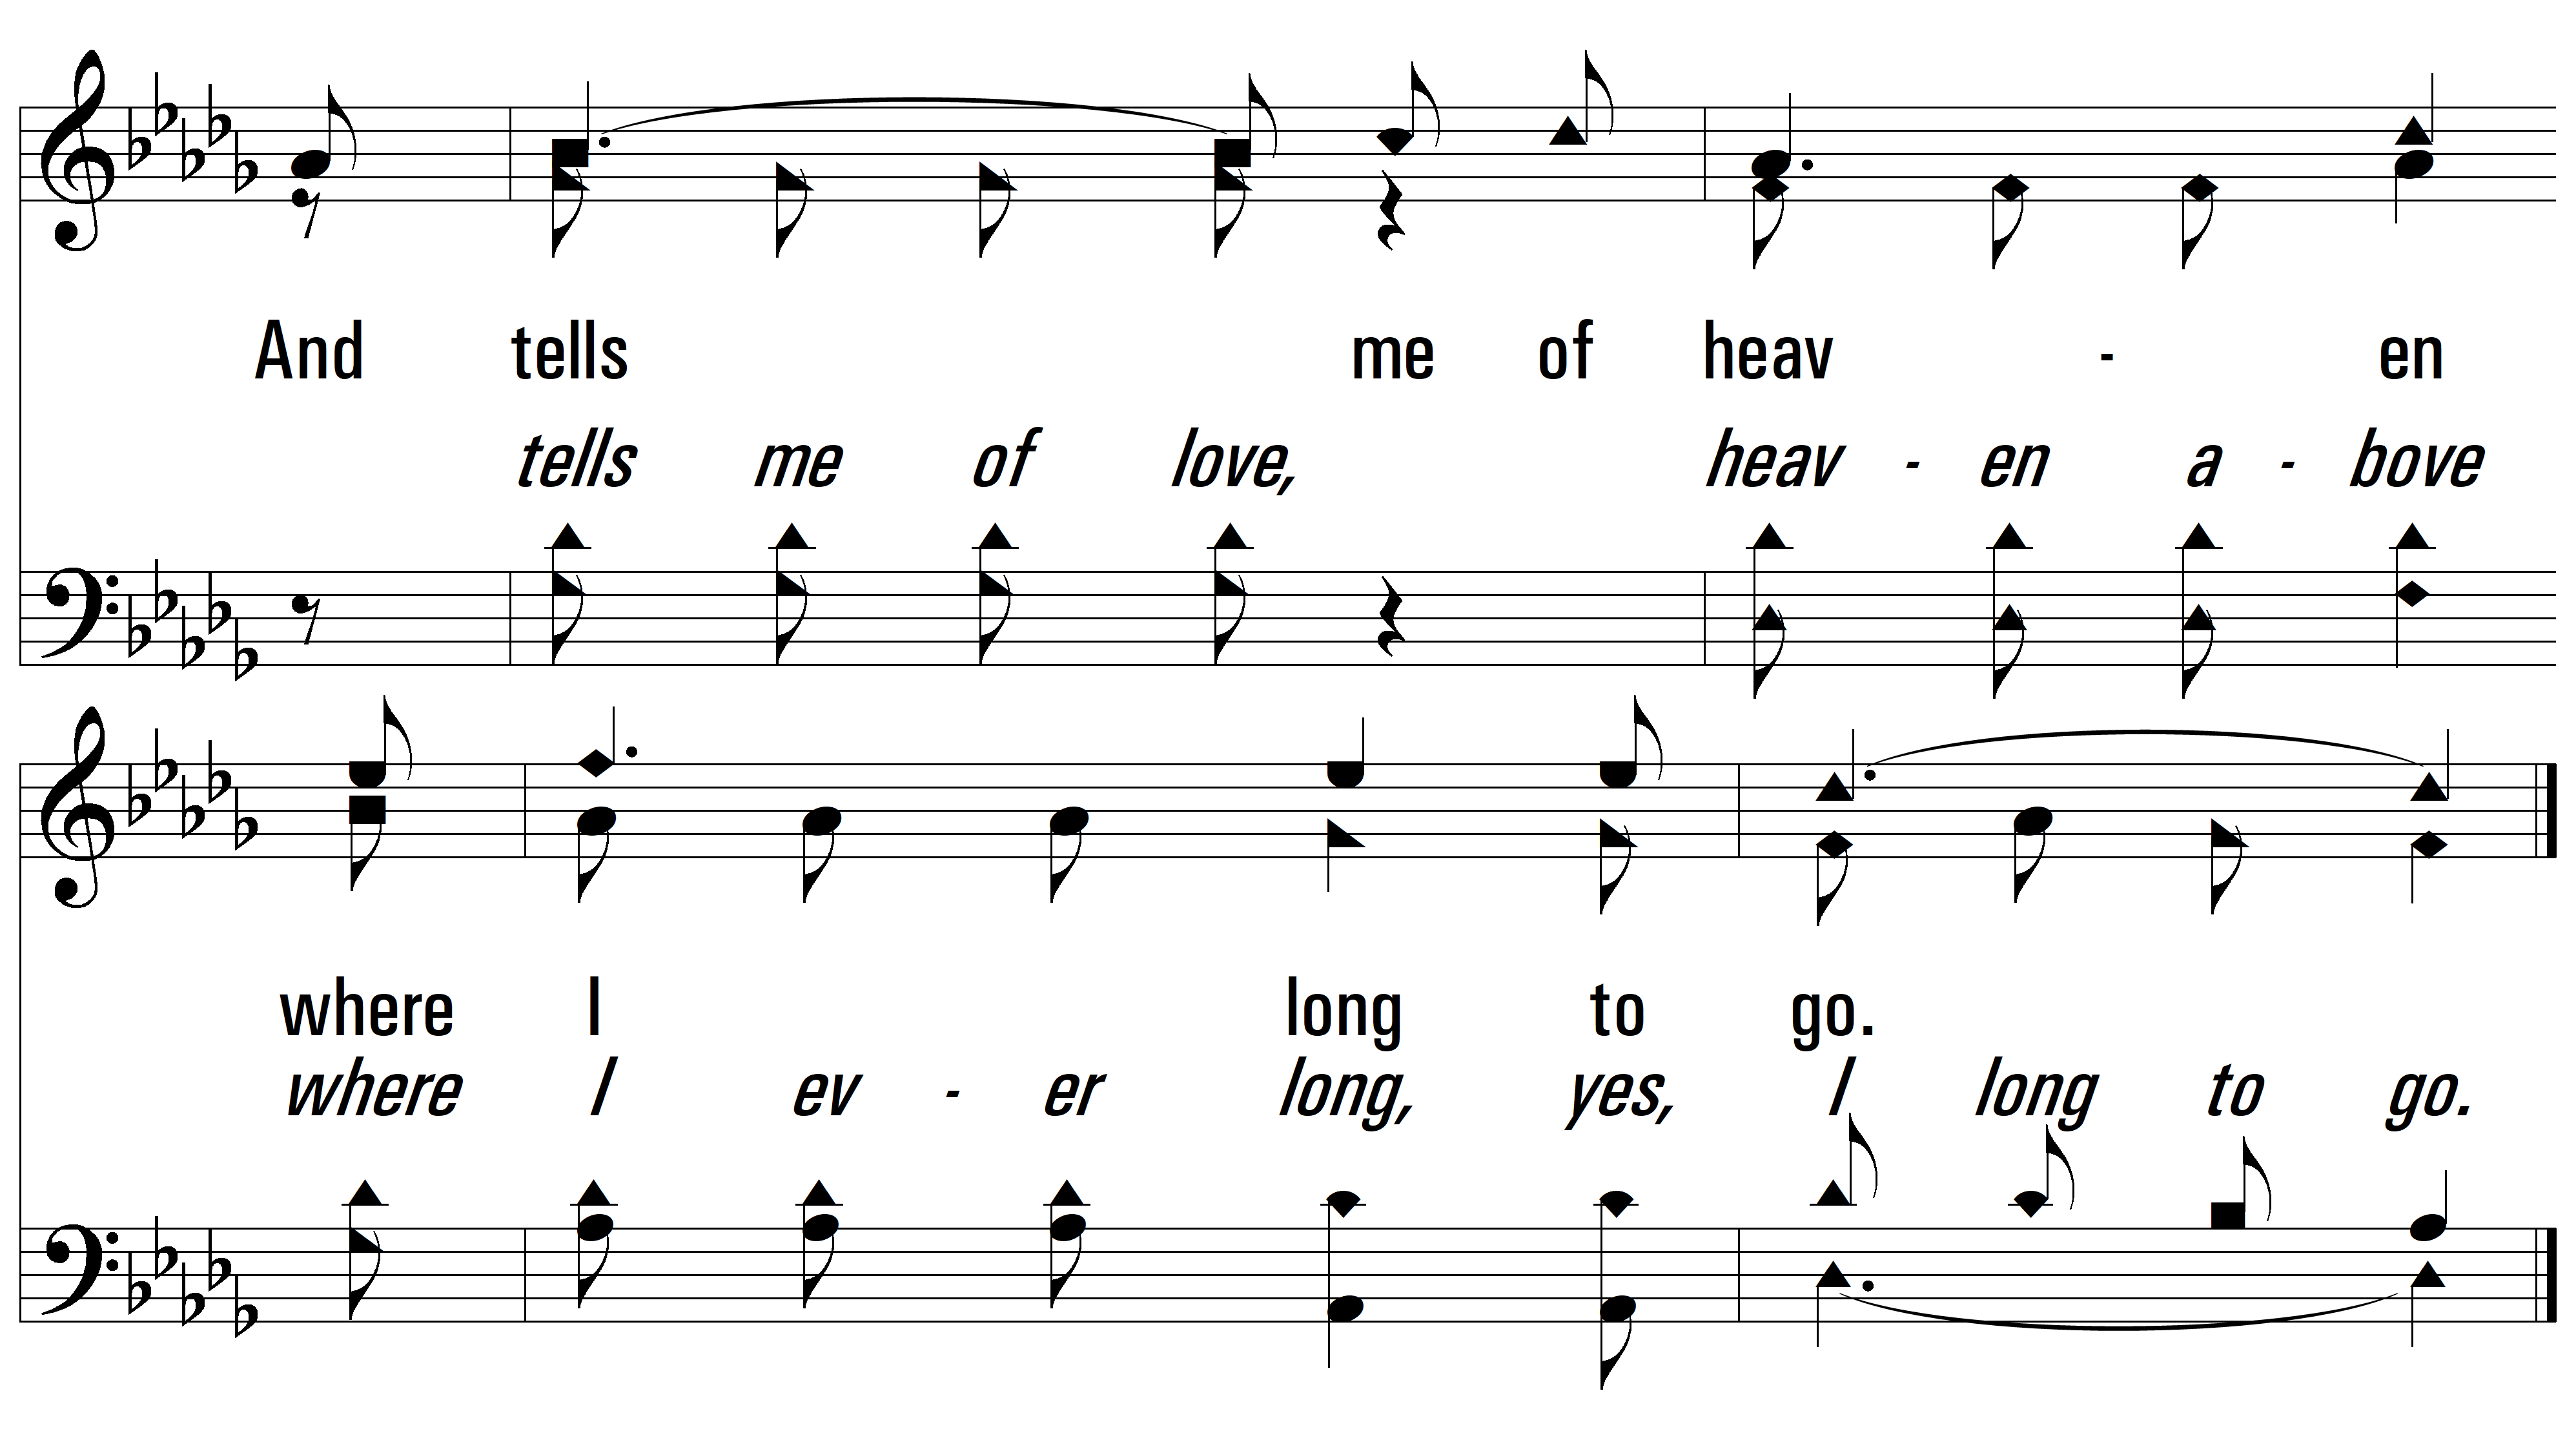 And tells me of heav - en
tells me of love, heav - en a - bove
where I long to go.
where I ev - er long, yes, I long to go.